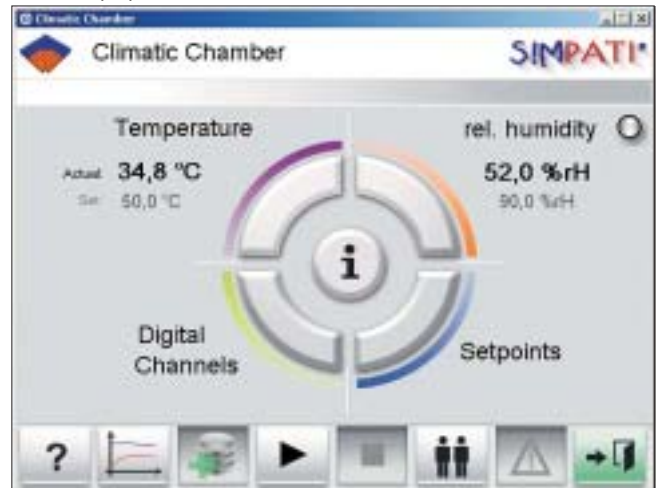 Climatic Chamber
Climatic Chamber
SIMPATI*
Temperature
rel. humidity
Actual: 34,8 °C
52,0 %rH
Set: 50,0 °C
90,0 %rH
i
Digital
Channels
Setpoints
?